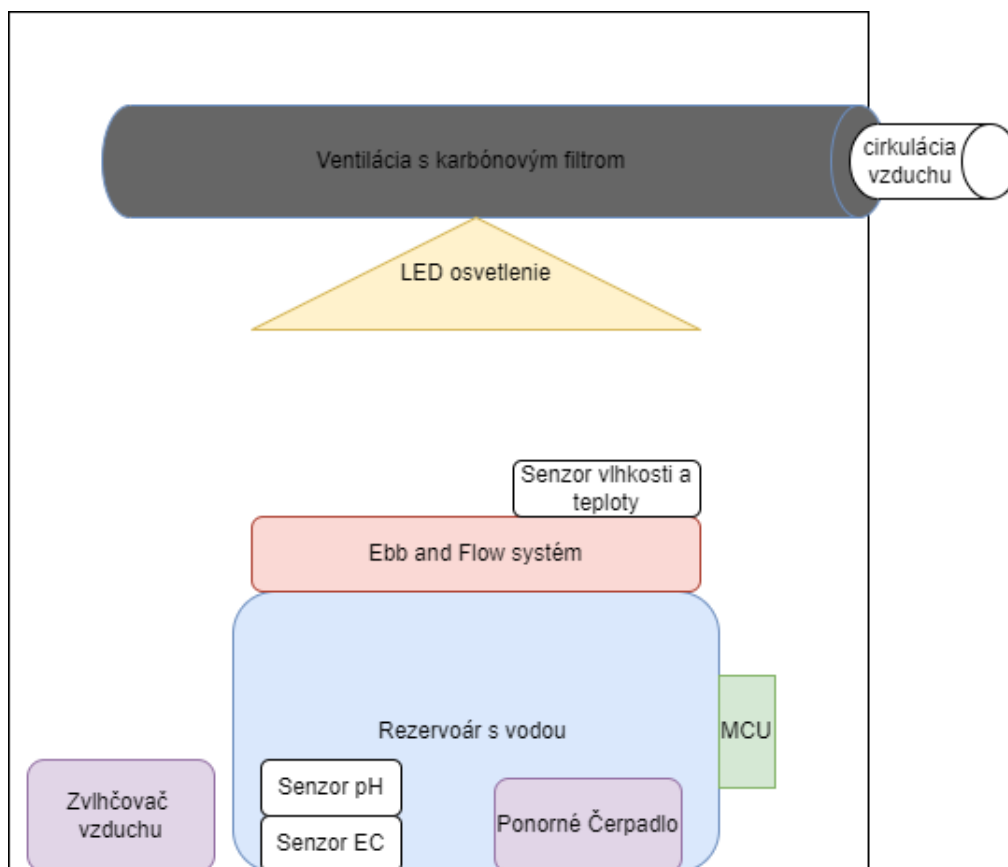 Ventilácia s karbónovým filtrom
cirkulácia
vzduchu
LED osvetlenie
Senzor vlhkosti a
teploty
Ebb and Flow systém
Rezervoár s vodou
MCU
Zvlhčovač
vzduchu
Senzor pH
Senzor EC
Ponorné Čerpadlo